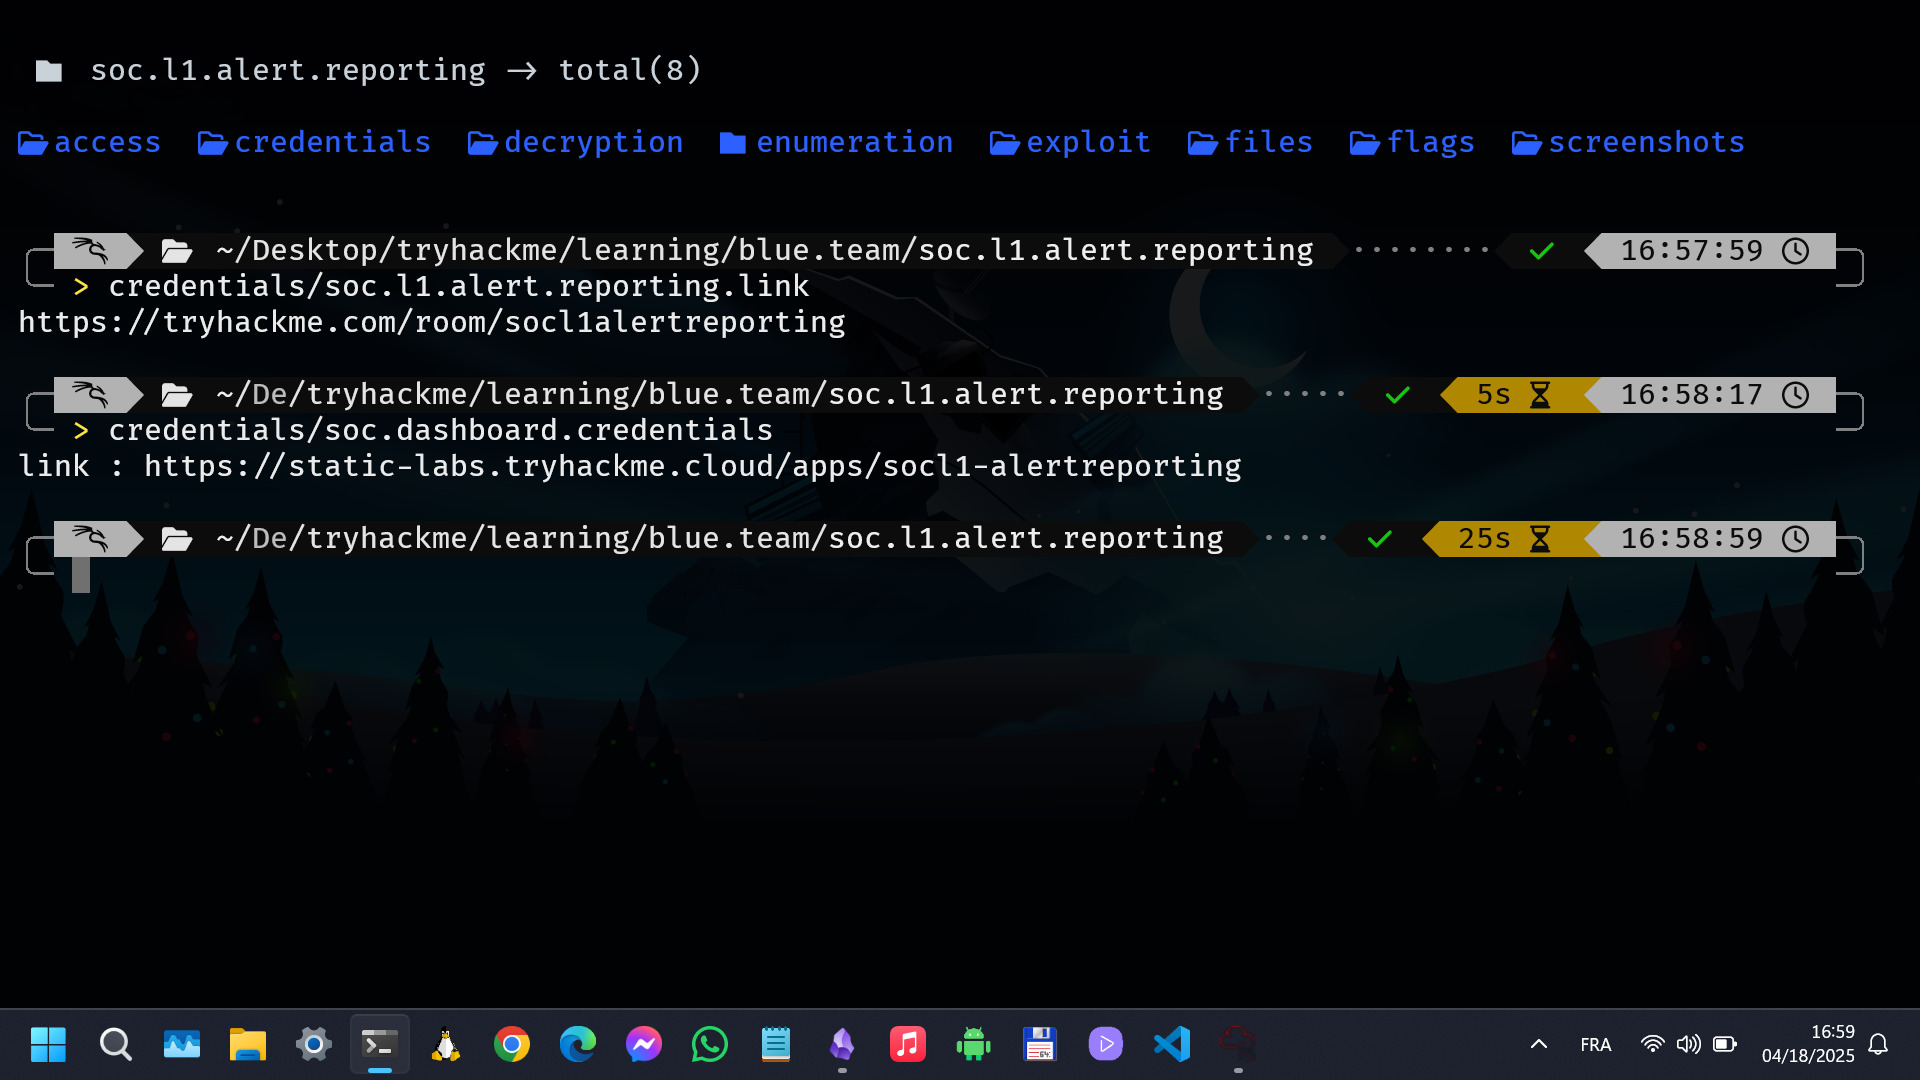 soc.l1.alert.reporting → total(8)
access credentials decryption enumeration exploit files flags screenshots
~/Desktop/tryhackme/learning/blue.team/soc.l1.alert.reporting ········ ✓ 16:57:59
> credentials/soc.l1.alert.reporting.link
https://tryhackme.com/room/socl1alertreporting
~/De/tryhackme/learning/blue.team/soc.l1.alert.reporting ····· ✓ 5s 16:58:17
> credentials/soc.dashboard.credentials
link : https://static-labs.tryhackme.cloud/apps/socl1-alertreporting
~/De/tryhackme/learning/blue.team/soc.l1.alert.reporting ···· ✓ 25s 16:58:59
FRA
16:59
04/18/2025